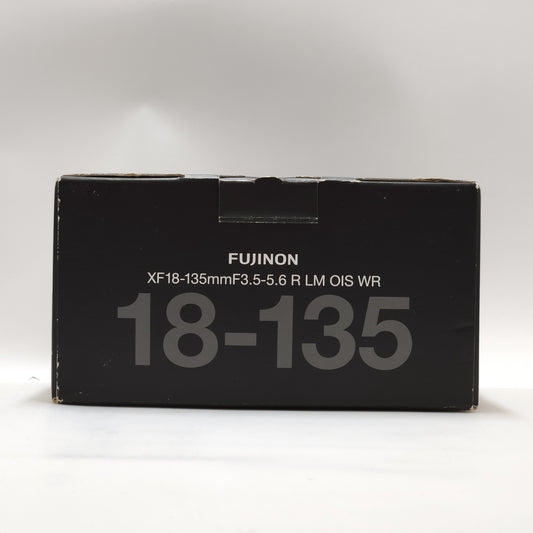 FUJINON
XF18-135mmF3.5-5.6 R LM OIS WR
18-135